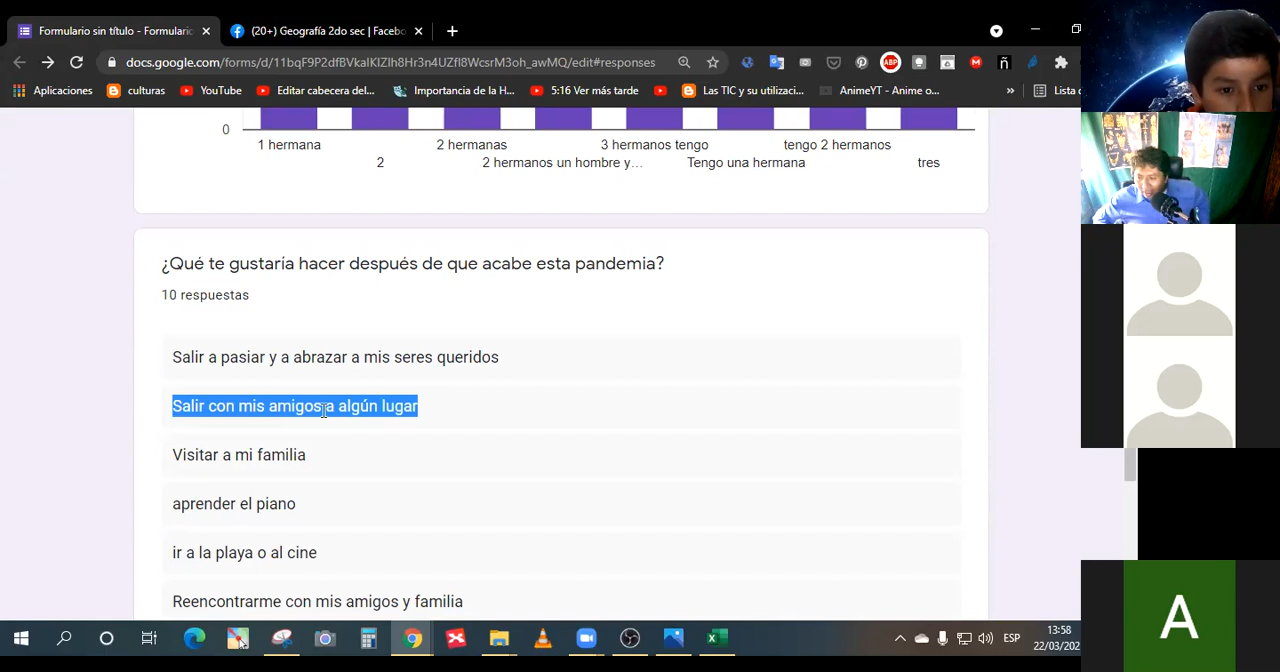 Formulario sin título - Formulario
(20+) Geografía 2do sec | Facebo
docs.google.com/forms/d/11bqF9P2dfBVkaIKIZIh8Hr3n4UZfI8WcsrM3oh_awMQ/edit#responses
ABP
ñ
Aplicaciones
culturas
YouTube
Editar cabecera del...
Importancia de la H...
5:16 Ver más tarde
Las TIC y su utilizaci...
AnimeYT - Anime o...
»
Lista
0
1 hermana
2 hermanas
3 hermanos tengo
tengo 2 hermanos
2
2 hermanos un hombre y...
Tengo una hermana
tres
¿Qué te gustaría hacer después de que acabe esta pandemia?
10 respuestas
Salir a pasiar y a abrazar a mis seres queridos
Salir con mis amigos a algún lugar
Visitar a mi familia
aprender el piano
ir a la playa o al cine
Reencontrarme con mis amigos y familia
A
ESP
13:58
22/03/202